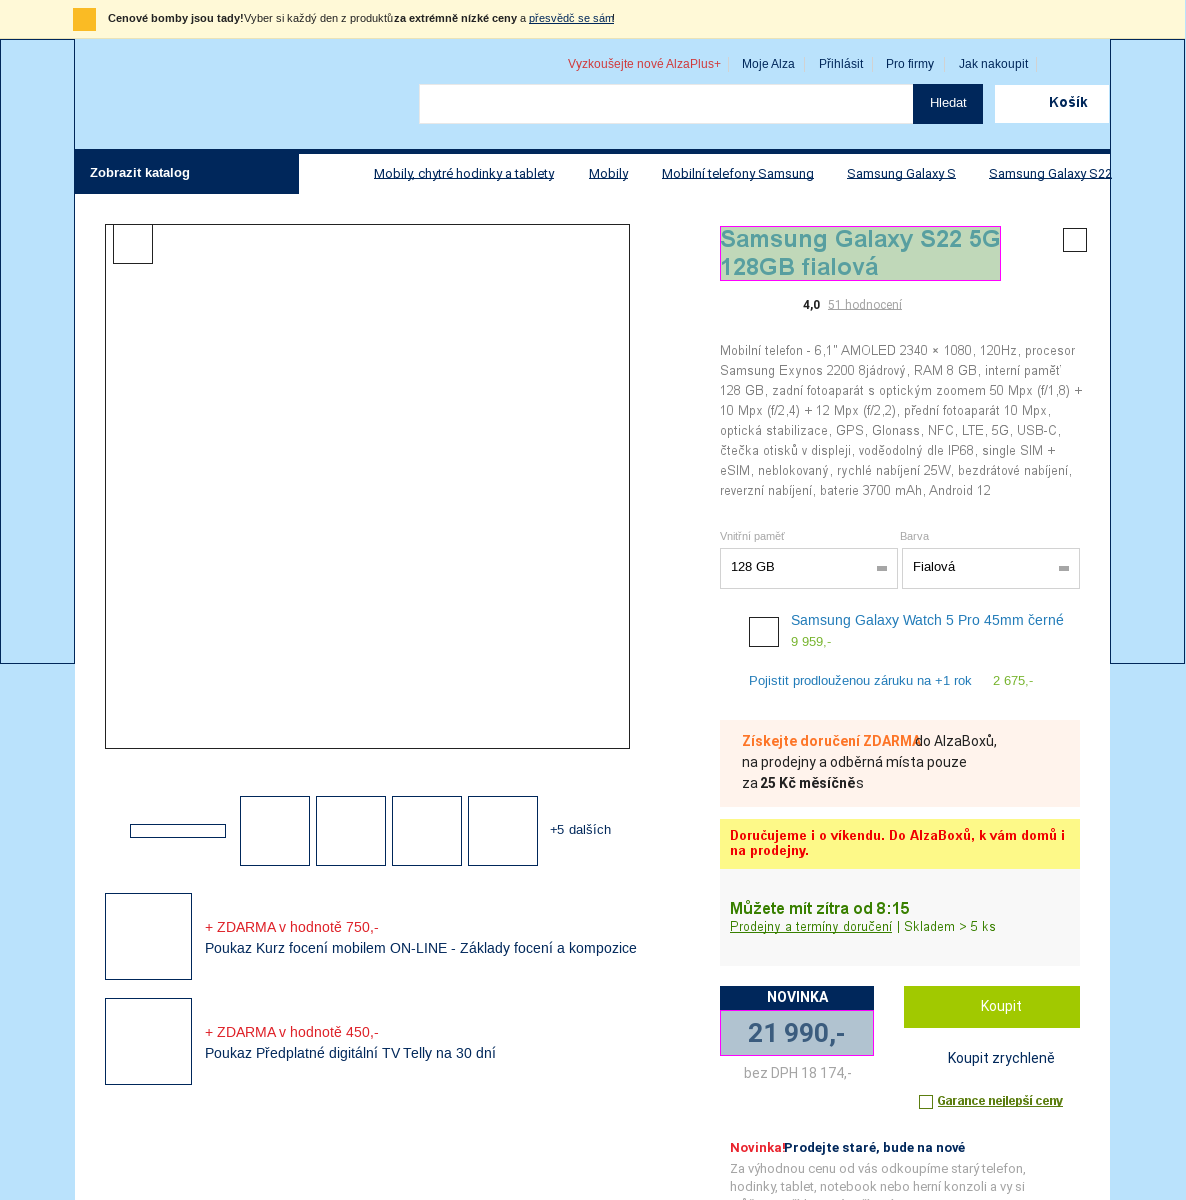 Cenové bomby jsou tady! Vyber si každý den z produktů za extrémně nízké ceny a přesvědč se sám!
Vyzkoušejte nové AlzaPlus+
Moje Alza
Přihlásit
Pro firmy
Jak nakoupit
Hledat
Košík
Zobrazit katalog
Mobily, chytré hodinky a tablety
Mobily
Mobilní telefony Samsung
Samsung Galaxy S
Samsung Galaxy S22
Samsung Galaxy S22 5G
128GB fialová
4,0 51 hodnocení
Mobilní telefon - 6,1" AMOLED 2340 × 1080, 120Hz, procesor
Samsung Exynos 2200 8jádrový, RAM 8 GB, interní paměť
128 GB, zadní fotoaparát s optickým zoomem 50 Mpx (f/1,8) +
10 Mpx (f/2,4) + 12 Mpx (f/2,2), přední fotoaparát 10 Mpx,
optická stabilizace, GPS, Glonass, NFC, LTE, 5G, USB-C,
čtečka otisků v displeji, voděodolný dle IP68, single SIM +
eSIM, neblokovaný, rychlé nabíjení 25W, bezdrátové nabíjení,
reverzní nabíjení, baterie 3700 mAh, Android 12
Vnitřní paměť
Barva
128 GB
Fialová
Samsung Galaxy Watch 5 Pro 45mm černé
9 959,-
Pojistit prodlouženou záruku na +1 rok 2 675,-
Získejte doručení ZDARMA do AlzaBoxů,
na prodejny a odběrná místa pouze
za 25 Kč měsíčně s
Doručujeme i o víkendu. Do AlzaBoxů, k vám domů i
na prodejny.
Můžete mít zítra od 8:15
Prodejny a termíny doručení | Skladem > 5 ks
+5 dalších
+ ZDARMA v hodnotě 750,-
Poukaz Kurz focení mobilem ON-LINE - Základy focení a kompozice
+ ZDARMA v hodnotě 450,-
Poukaz Předplatné digitální TV Telly na 30 dní
NOVINKA
21 990,-
bez DPH 18 174,-
Koupit
Koupit zrychleně
Garance nejlepší ceny
Novinka! Prodejte staré, bude na nové
Za výhodnou cenu od vás odkoupíme starý telefon,
hodinky, tablet, notebook nebo herní konzoli a vy si